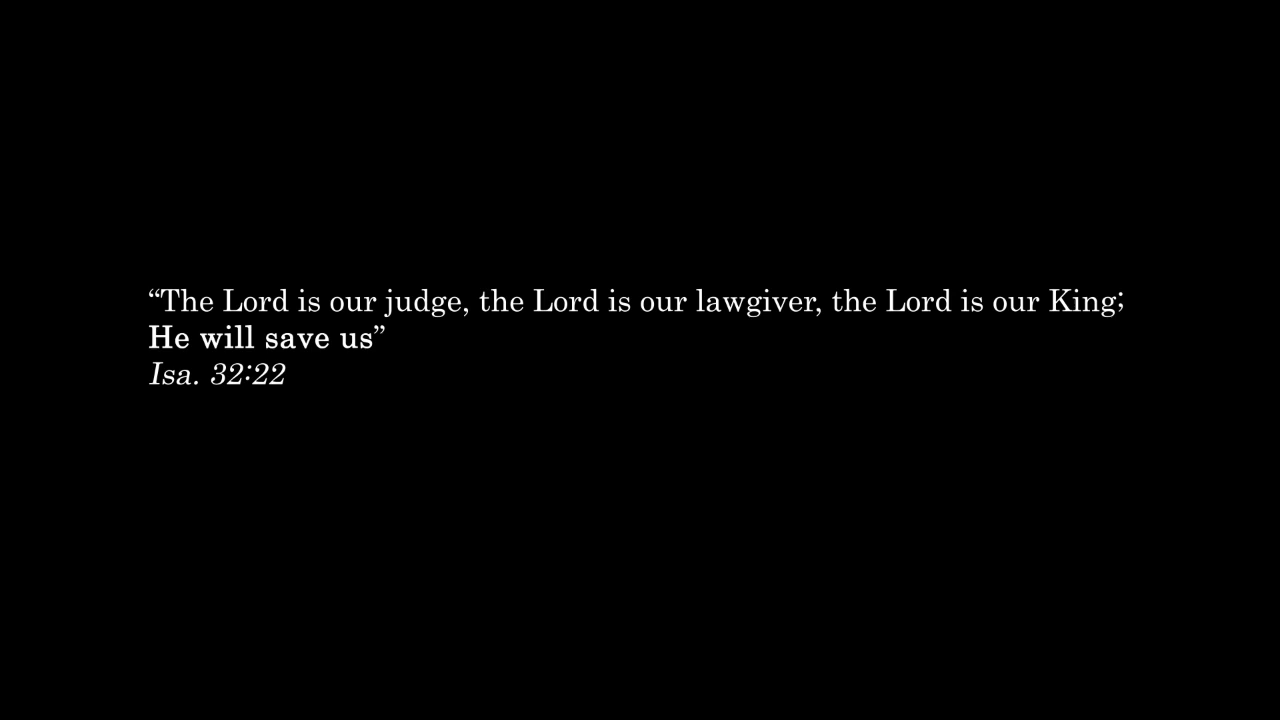 “The Lord is our judge, the Lord is our lawgiver, the Lord is our King;
He will save us”
Isa. 32:22